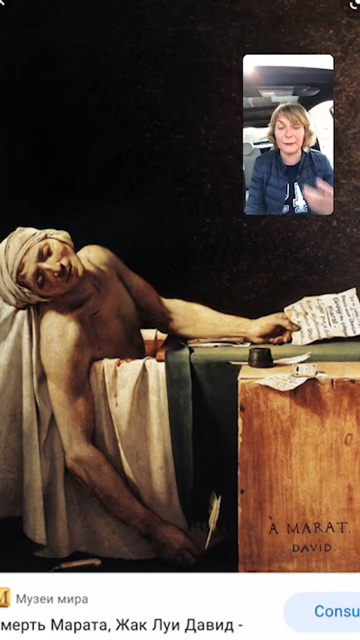 À MARAT.
DAVID.
Музеи мира
мерть Марата, Жак Луи Давид -
Consu